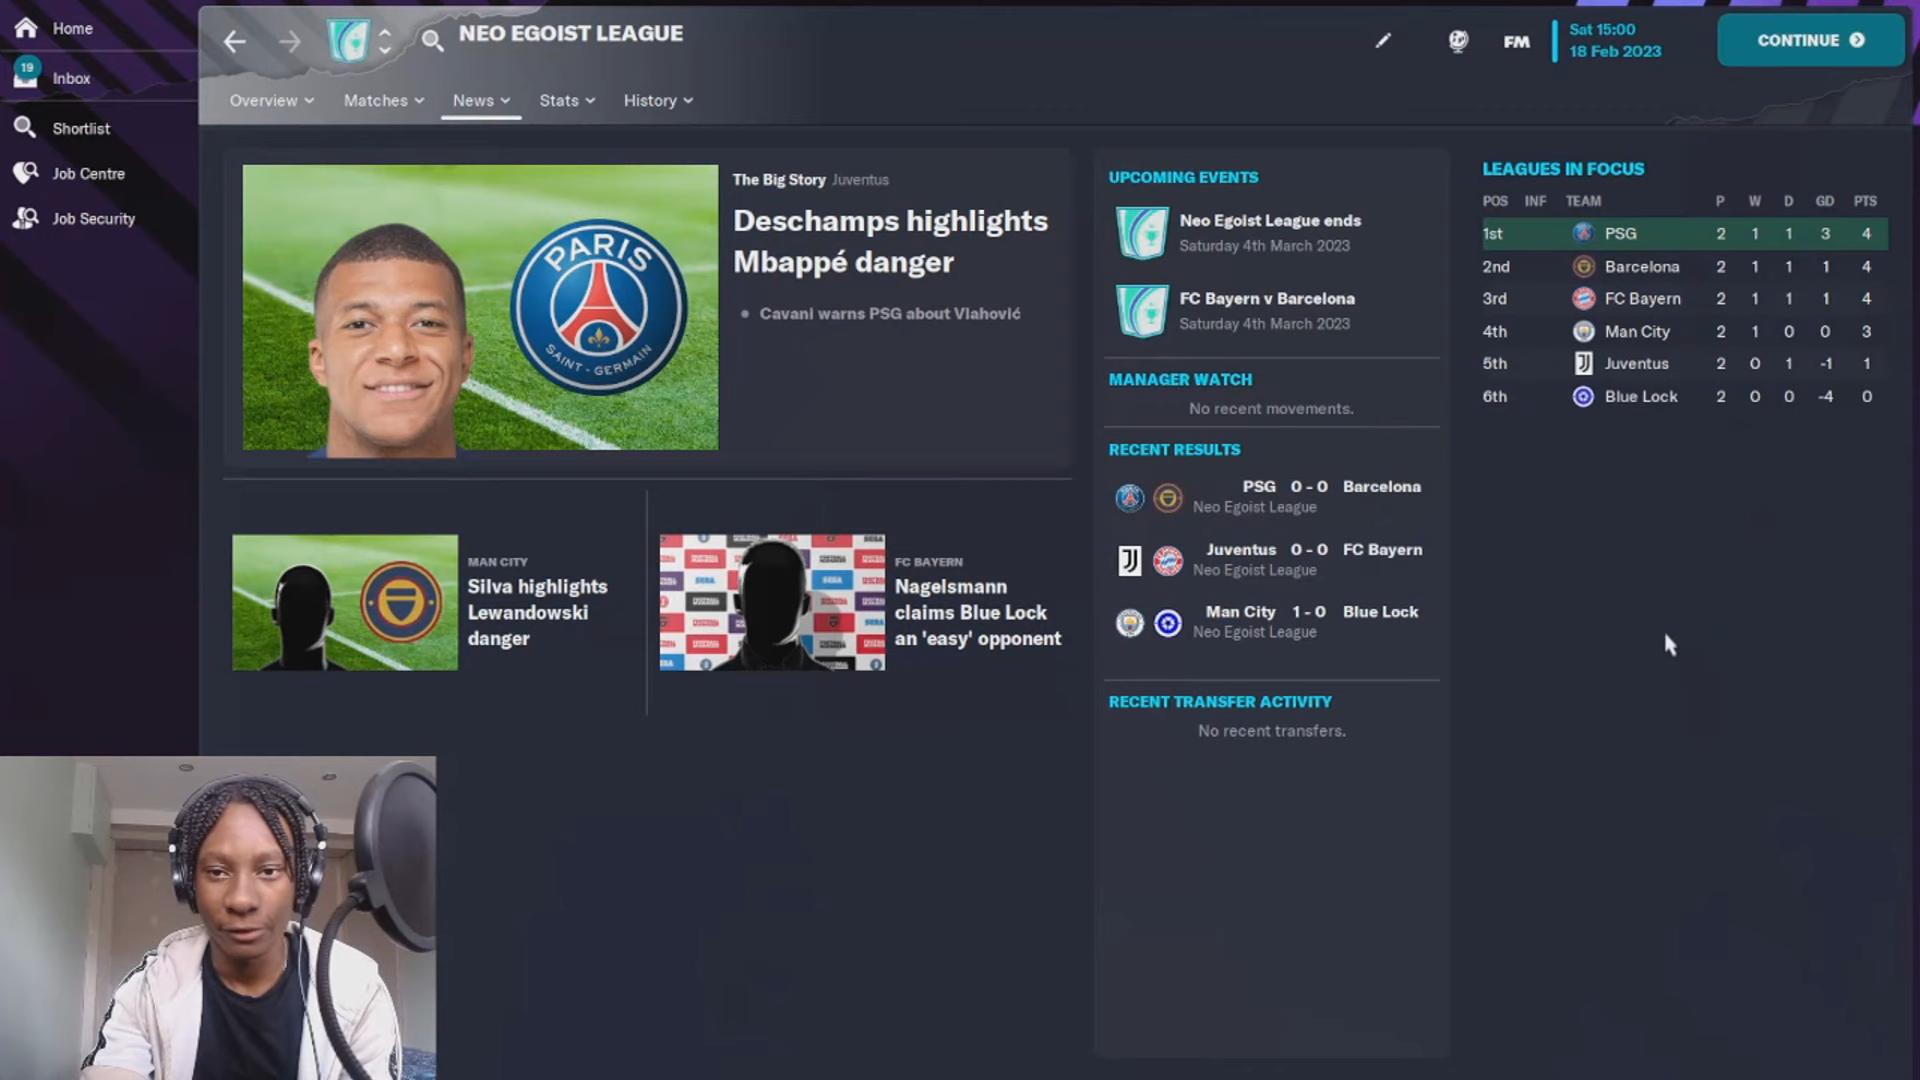 Home
19
Inbox
Shortlist
Job Centre
Job Security
NEO EGOIST LEAGUE
FM
Sat 15:00
18 Feb 2023
CONTINUE
Overview
Matches
News
Stats
History
PARIS
SAINT-GERMAIN
The Big Story Juventus
Deschamps highlights
Mbappé danger
Cavani warns PSG about Vlahović
MAN CITY
Silva highlights
Lewandowski
danger
FC BAYERN
Nagelsmann
claims Blue Lock
an 'easy' opponent
UPCOMING EVENTS
Neo Egoist League ends
Saturday 4th March 2023
FC Bayern v Barcelona
Saturday 4th March 2023
MANAGER WATCH
No recent movements.
RECENT RESULTS
PSG 0 - 0 Barcelona
Neo Egoist League
Juventus 0 - 0 FC Bayern
Neo Egoist League
Man City 1 - 0 Blue Lock
Neo Egoist League
RECENT TRANSFER ACTIVITY
No recent transfers.
LEAGUES IN FOCUS
POS INF TEAM P W D GD PTS
1st PSG 2 1 1 3 4
2nd Barcelona 2 1 1 1 4
3rd FC Bayern 2 1 1 1 4
4th Man City 2 1 0 0 3
5th Juventus 2 0 1 -1 1
6th Blue Lock 2 0 0 -4 0